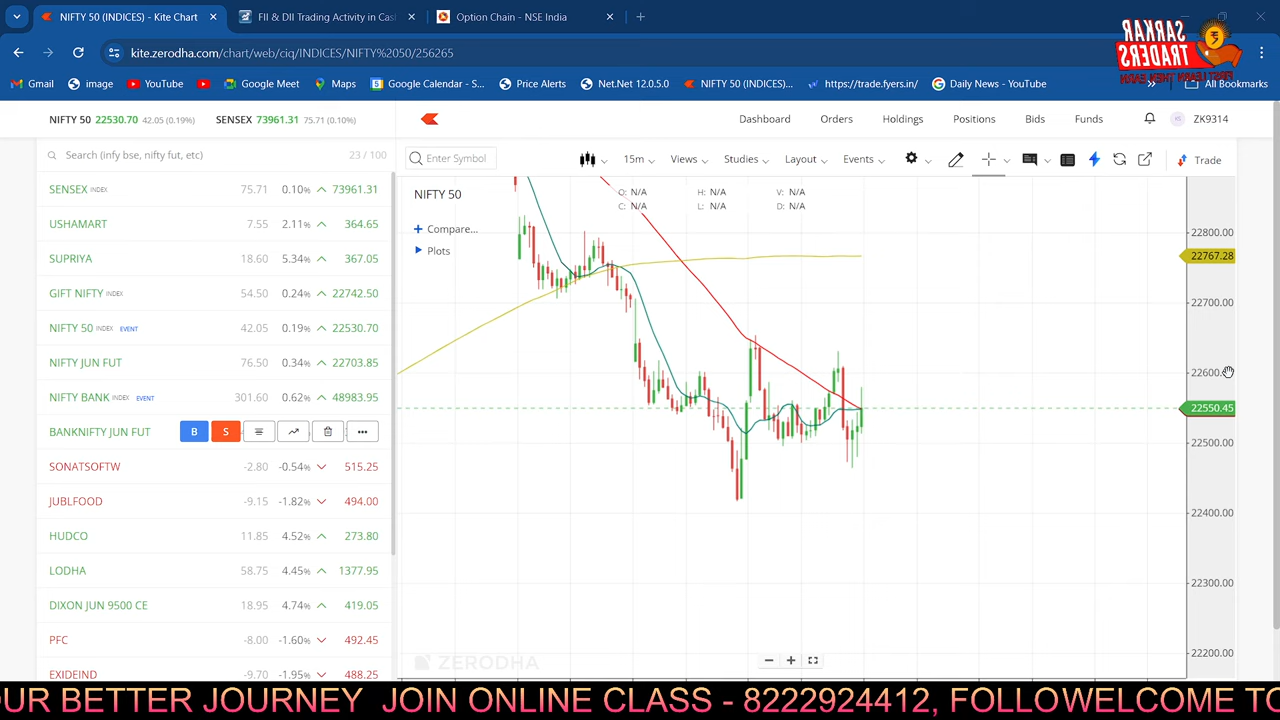 NIFTY 50 (INDICES) - Kite Chart
FII & DII Trading Activity in Cas
Option Chain - NSE India
kite.zerodha.com/chart/web/ciq/INDICES/NIFTY%2050/256265
SARKAR
TRADERS
FIRST LEARN THEN EARN
Gmail
image
YouTube
Google Meet
Maps
Google
Price Alerts
Net.Net 12.0.5.0
NIFTY 50 (INDICES)...
https://trade.fyers.in/
Daily News - YouTube
»
All Bookmarks
NIFTY 50 22530.70 42.05 (0.19%) SENSEX 73961.31 75.71 (0.10%)
Dashboard Orders Holdings Positions Bids Funds ZK9314
Search (infy bse, nifty fut, etc) 23 / 100
Enter Symbol 15m Views Studies Layout Events Trade
SENSEX INDEX 75.71 0.10% 73961.31
USHAMART 7.55 2.11% 364.65
SUPRIYA 18.60 5.34% 367.05
GIFT NIFTY INDEX 54.50 0.24% 22742.50
NIFTY 50 INDEX EVENT 42.05 0.19% 22530.70
NIFTY JUN FUT 76.50 0.34% 22703.85
NIFTY BANK INDEX EVENT 301.60 0.62% 48983.95
BANKNIFTY JUN FUT B S
SONATSOFTW -2.80 -0.54% 515.25
JUBLFOOD -9.15 -1.82% 494.00
HUDCO 11.85 4.52% 273.80
LODHA 58.75 4.45% 1377.95
DIXON JUN 9500 CE 18.95 4.74% 419.05
PFC -8.00 -1.60% 492.45
EXIDEIND -9.70 -1.95% 488.25
NIFTY 50
O: N/A H: N/A V: N/A
C: N/A L: N/A D: N/A
Compare...
Plots
22800.00
22767.28
22700.00
22600.00
22550.45
22500.00
22400.00
22300.00
22200.00
ZERODHA
OUR BETTER JOURNEY JOIN ONLINE CLASS - 8222924412, FOLLOWELCOME TO